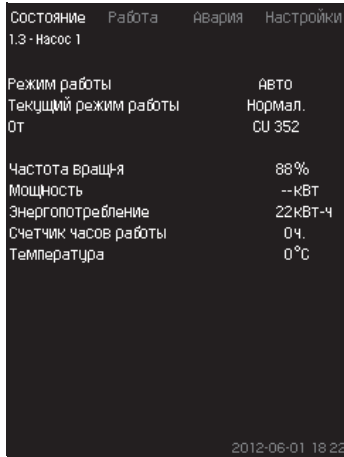 Состояние Работа Авария Настройки
1.3 - Насос 1
Режим работы Авто
Текущий режим работы Нормал.
От CU 352
Частота вращ-я 88%
Мощность --кВт
Энергопотребление 22кВт-ч
Счетчик часов работы 0ч.
Температура 0°C
2012-06-01 18:22